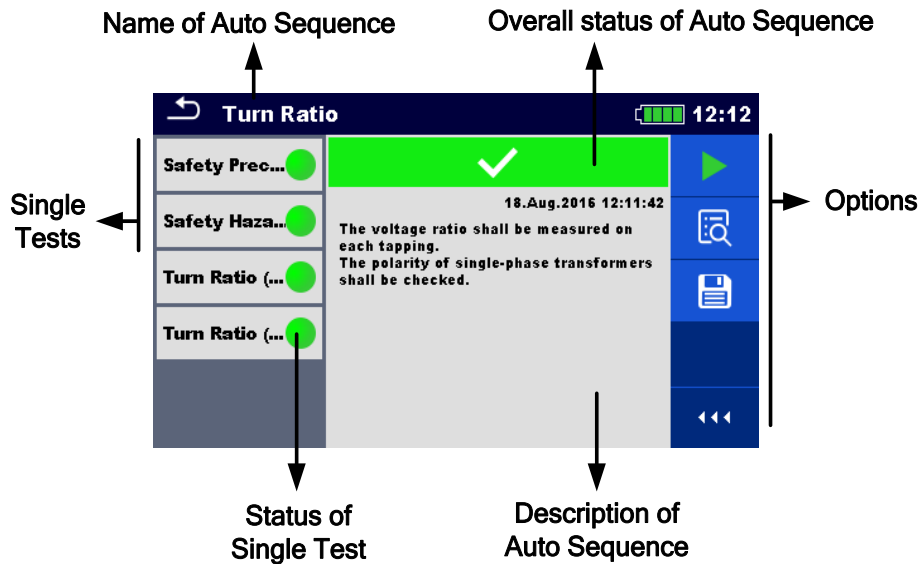 Name of Auto Sequence
Overall status of Auto Sequence
Turn Ratio
12:12
Safety Prec...
Safety Haza...
Turn Ratio (...
Turn Ratio (...
18.Aug.2016 12:11:42
The voltage ratio shall be measured on
each tapping.
The polarity of single-phase transformers
shall be checked.
Single
Tests
Options
Status of
Single Test
Description of
Auto Sequence